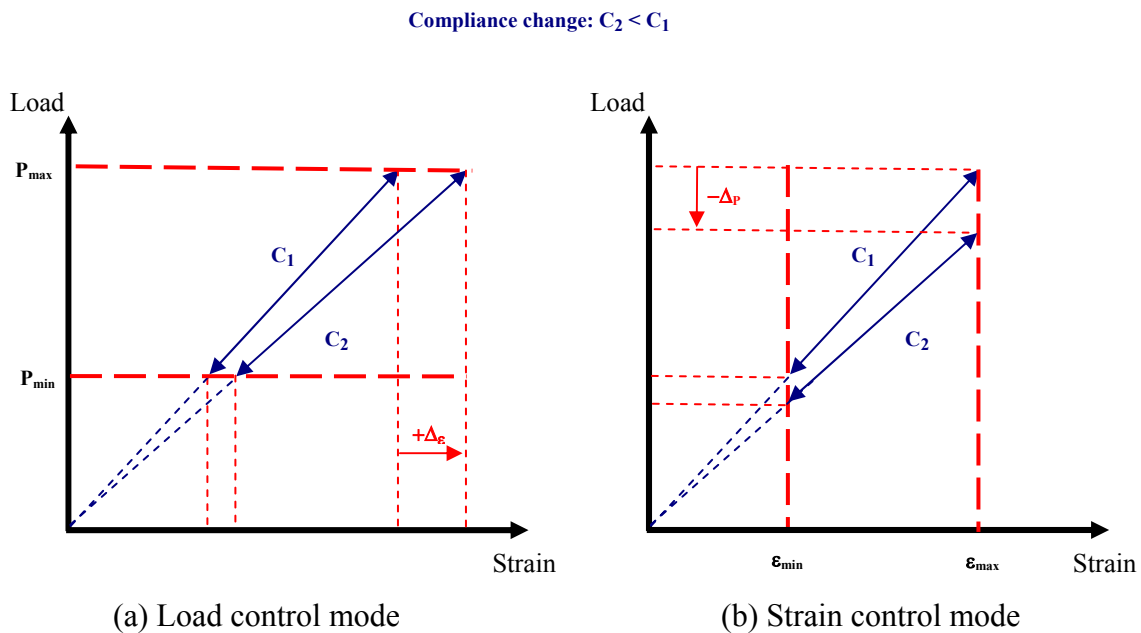 Compliance change: C₂ < C₁
Load
Pmax
C₁
C₂
Pmin
+Δε
Strain
(a) Load control mode
Load
−ΔP
C₁
C₂
εmin
εmax
Strain
(b) Strain control mode